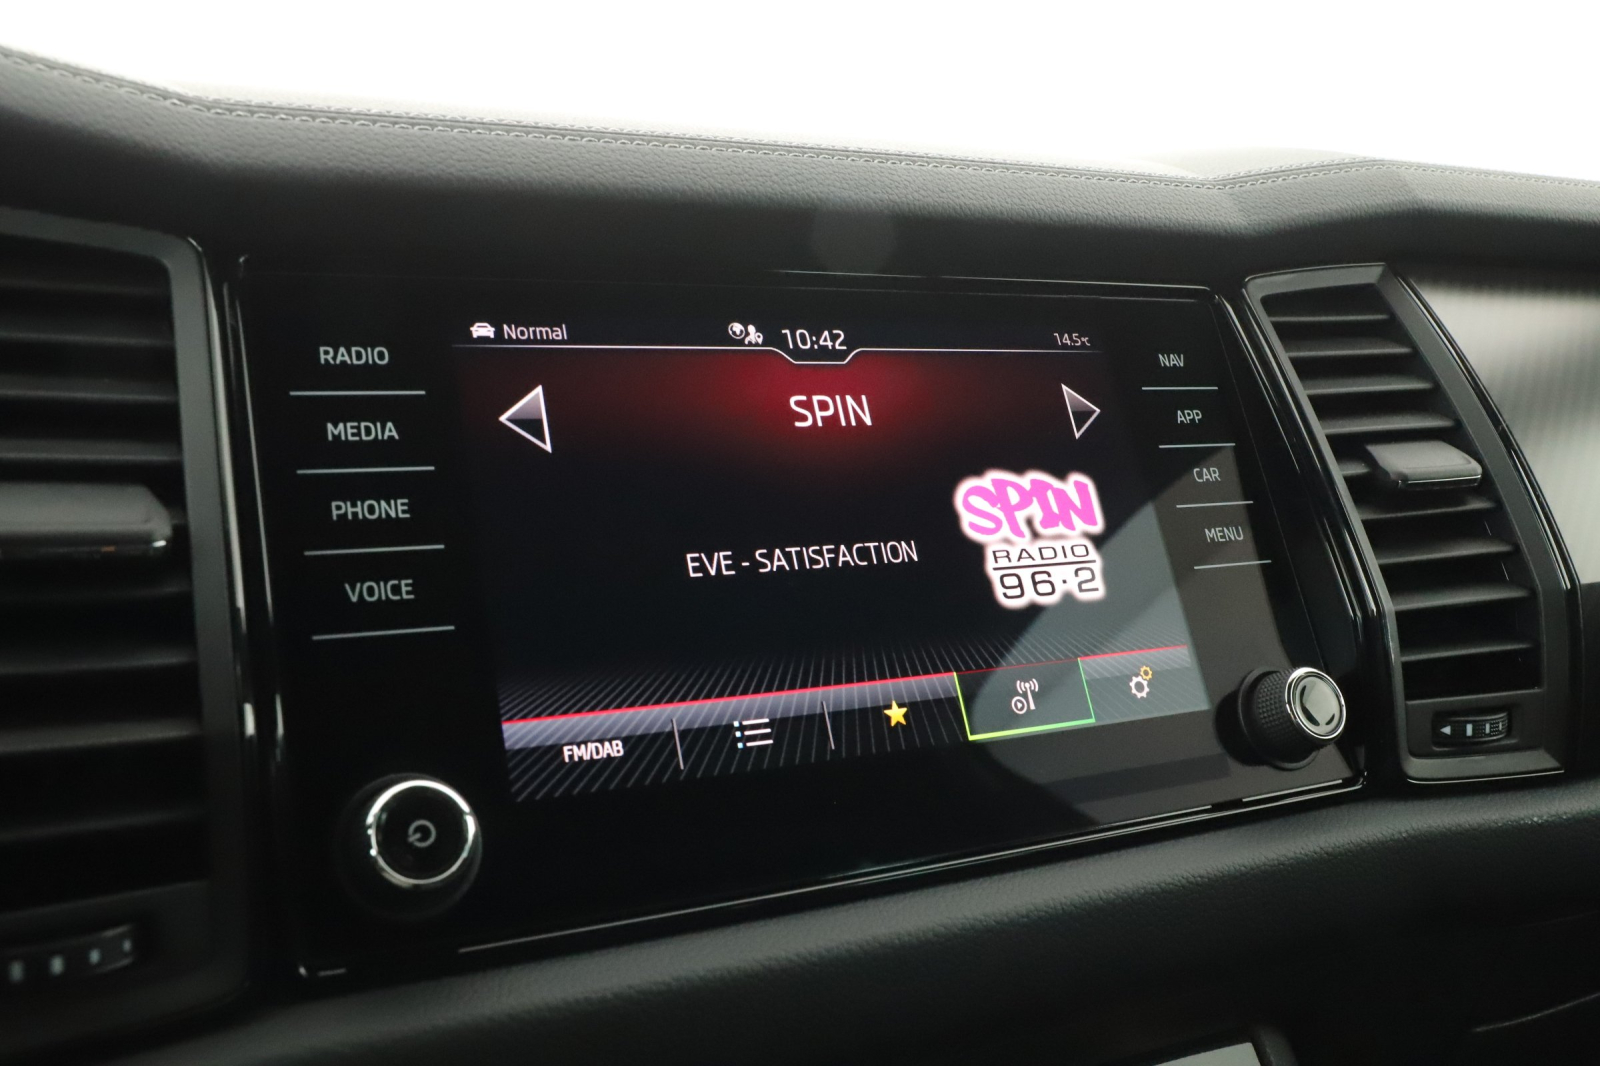 Normal
10:42
14.5°C
RADIO
MEDIA
PHONE
VOICE
SPIN
EVE - SATISFACTION
SPIN
RADIO
96·2
FM/DAB
NAV
APP
CAR
MENU